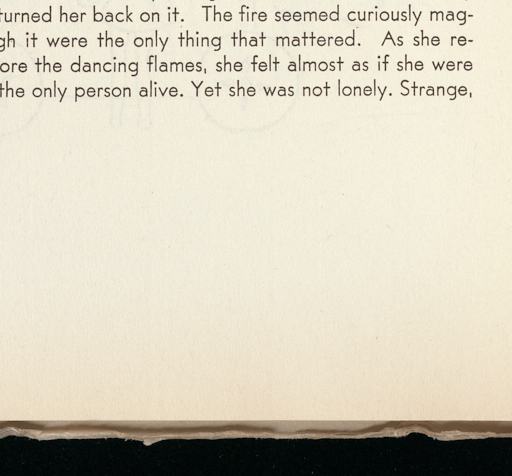 turned her back on it. The fire seemed curiously mag-
gh it were the only thing that mattered. As she re-
ore the dancing flames, she felt almost as if she were
the only person alive. Yet she was not lonely. Strange,